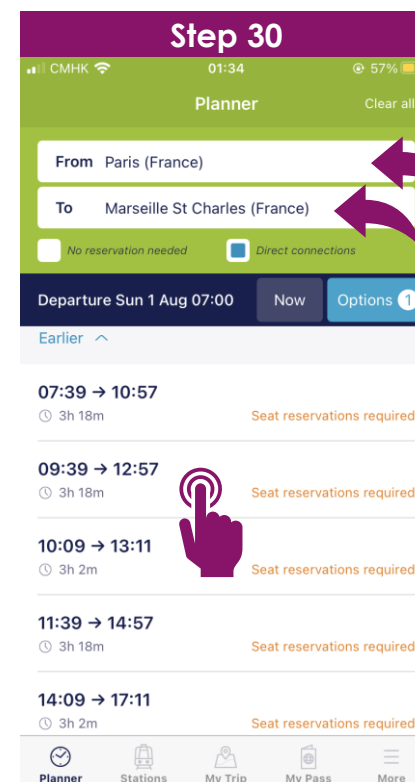 Step 30
CMHK 01:34 57%
Planner Clear all
From Paris (France)
To Marseille St Charles (France)
No reservation needed Direct connections
Departure Sun 1 Aug 07:00 Now Options 1
Earlier
07:39 → 10:57
3h 18m Seat reservations required
09:39 → 12:57
3h 18m Seat reservations required
10:09 → 13:11
3h 2m Seat reservations required
11:39 → 14:57
3h 18m Seat reservations required
14:09 → 17:11
3h 2m Seat reservations required
Planner Stations My Trip My Pass More